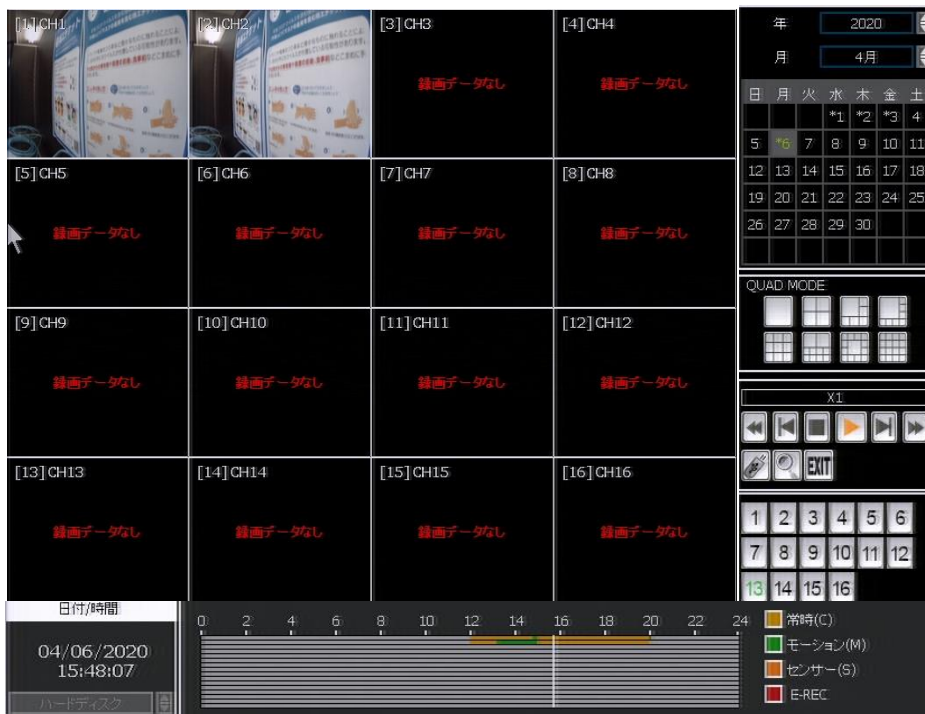 [1]CH1
[2]CH2
[3]CH3
[4]CH4
録画データなし
録画データなし
[5]CH5
[6]CH6
[7]CH7
[8]CH8
録画データなし
録画データなし
録画データなし
録画データなし
[9]CH9
[10]CH10
[11]CH11
[12]CH12
録画データなし
録画データなし
録画データなし
録画データなし
[13]CH13
[14]CH14
[15]CH15
[16]CH16
録画データなし
録画データなし
録画データなし
録画データなし
年 2020
月 4月
日 月 火 水 木 金 土
*1 *2 *3 4
5 *6 7 8 9 10 11
12 13 14 15 16 17 18
19 20 21 22 23 24 25
26 27 28 29 30
QUAD MODE
X1
EXIT
1 2 3 4 5 6
7 8 9 10 11 12
13 14 15 16
日付/時間
04/06/2020
15:48:07
ハードディスク
0 2 4 6 8 10 12 14 16 18 20 22 24
常時(C)
モーション(M)
センサー(S)
E-REC